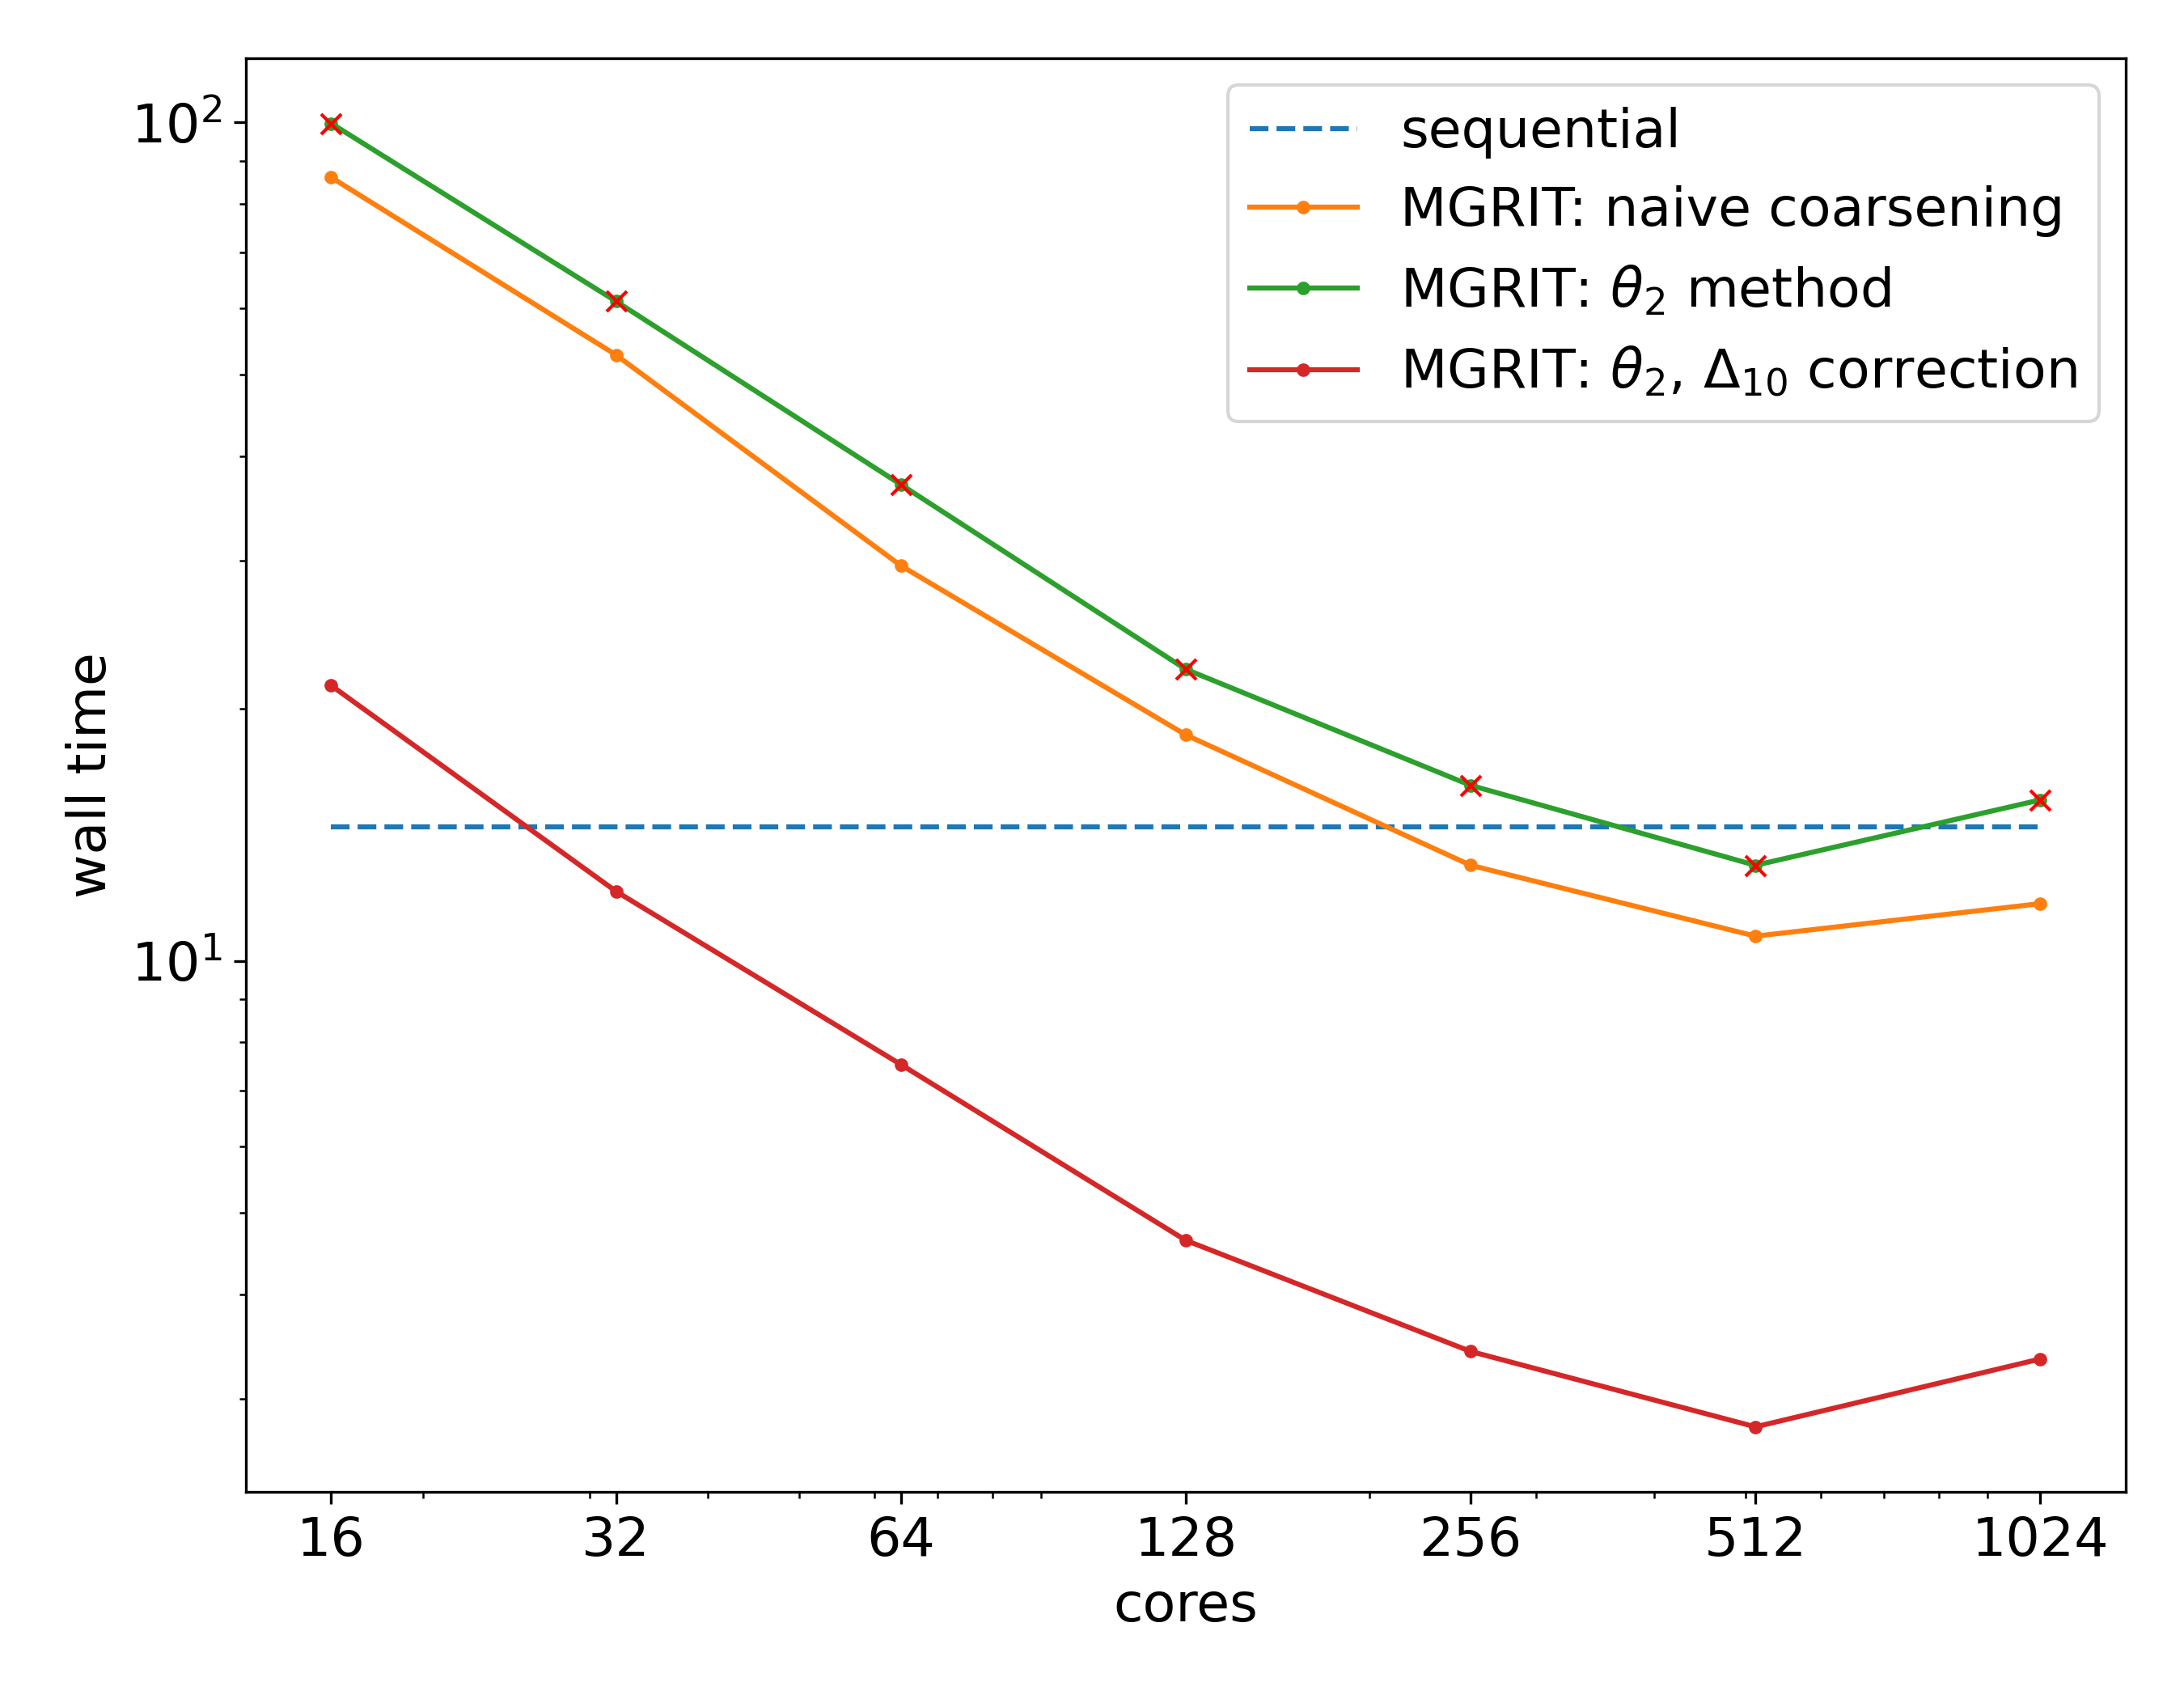 10²
10¹
wall time
sequential
MGRIT: naive coarsening
MGRIT: θ₂ method
MGRIT: θ₂, Δ₁₀ correction
16 32 64 128 256 512 1024
cores